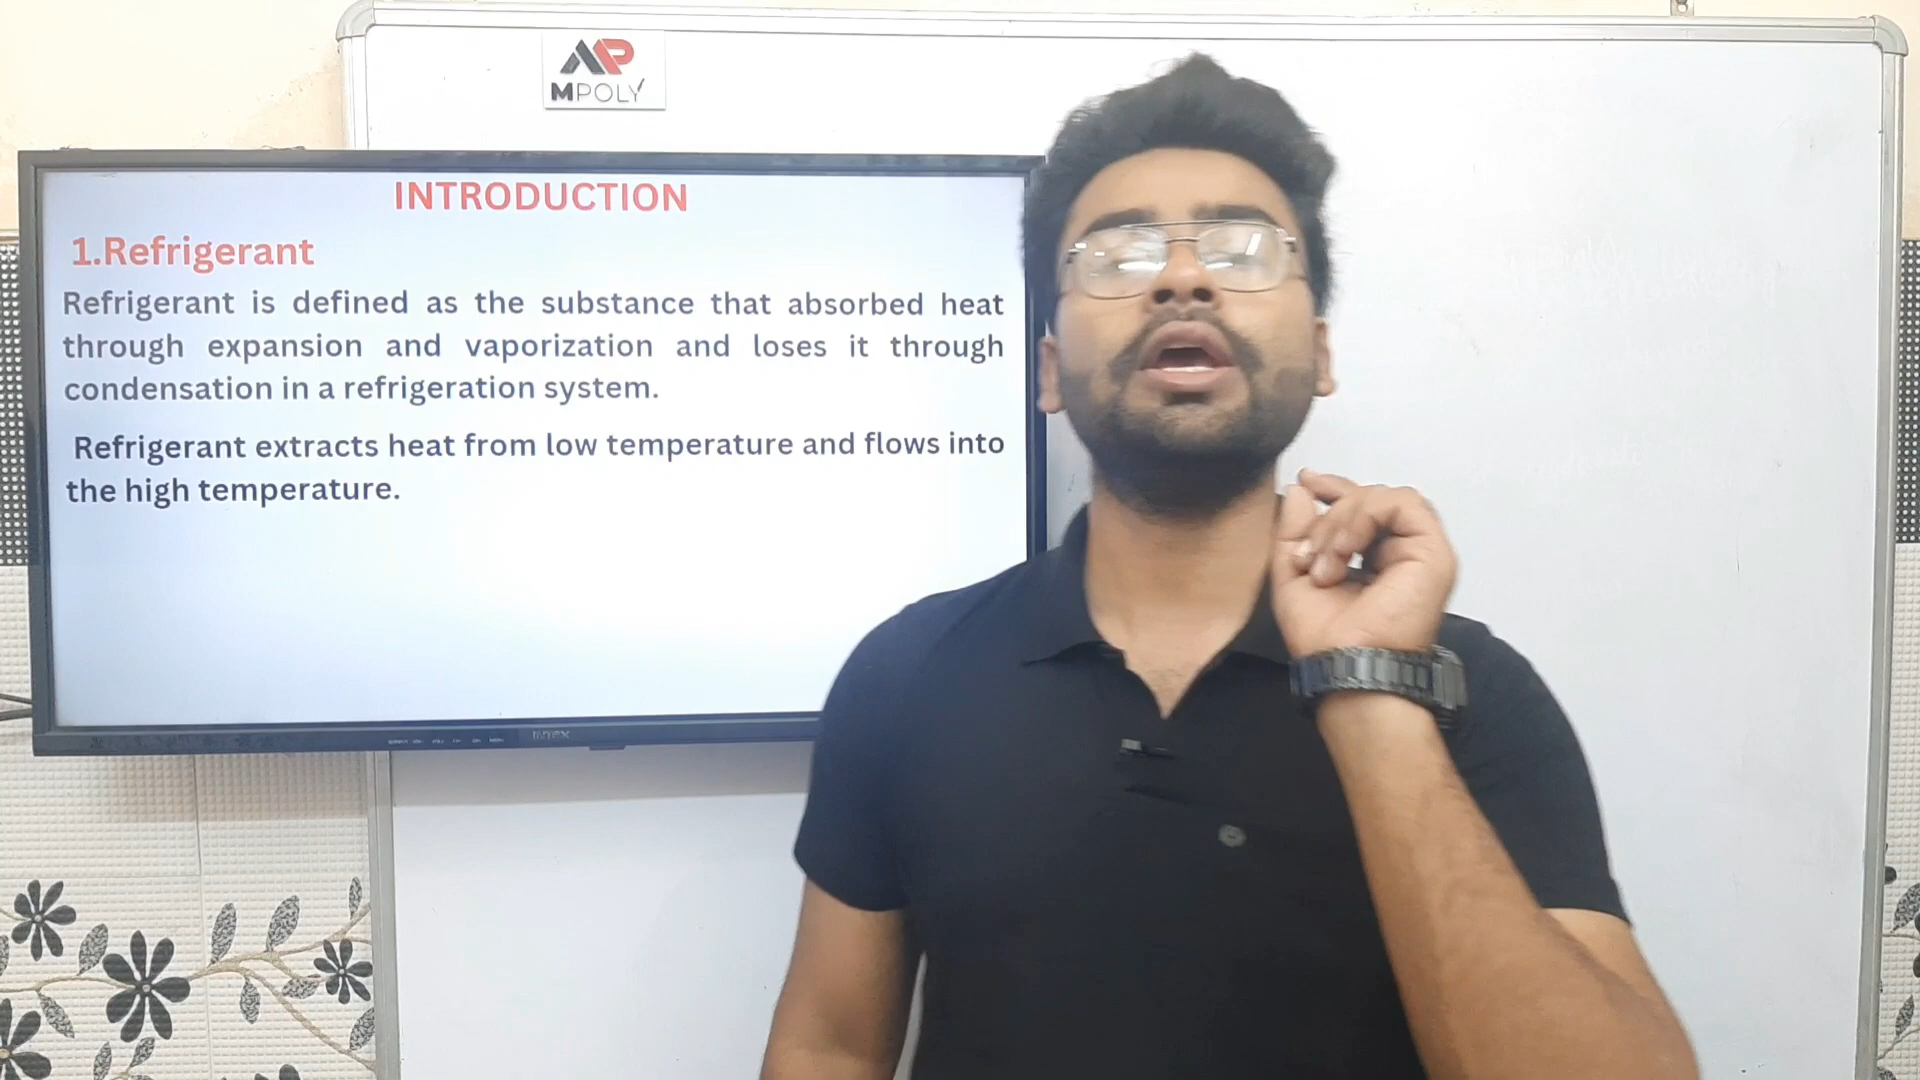 AP
MPOLY
INTRODUCTION
1.Refrigerant
Refrigerant is defined as the substance that absorbed heat
through expansion and vaporization and loses it through
condensation in a refrigeration system.
Refrigerant extracts heat from low temperature and flows into
the high temperature.